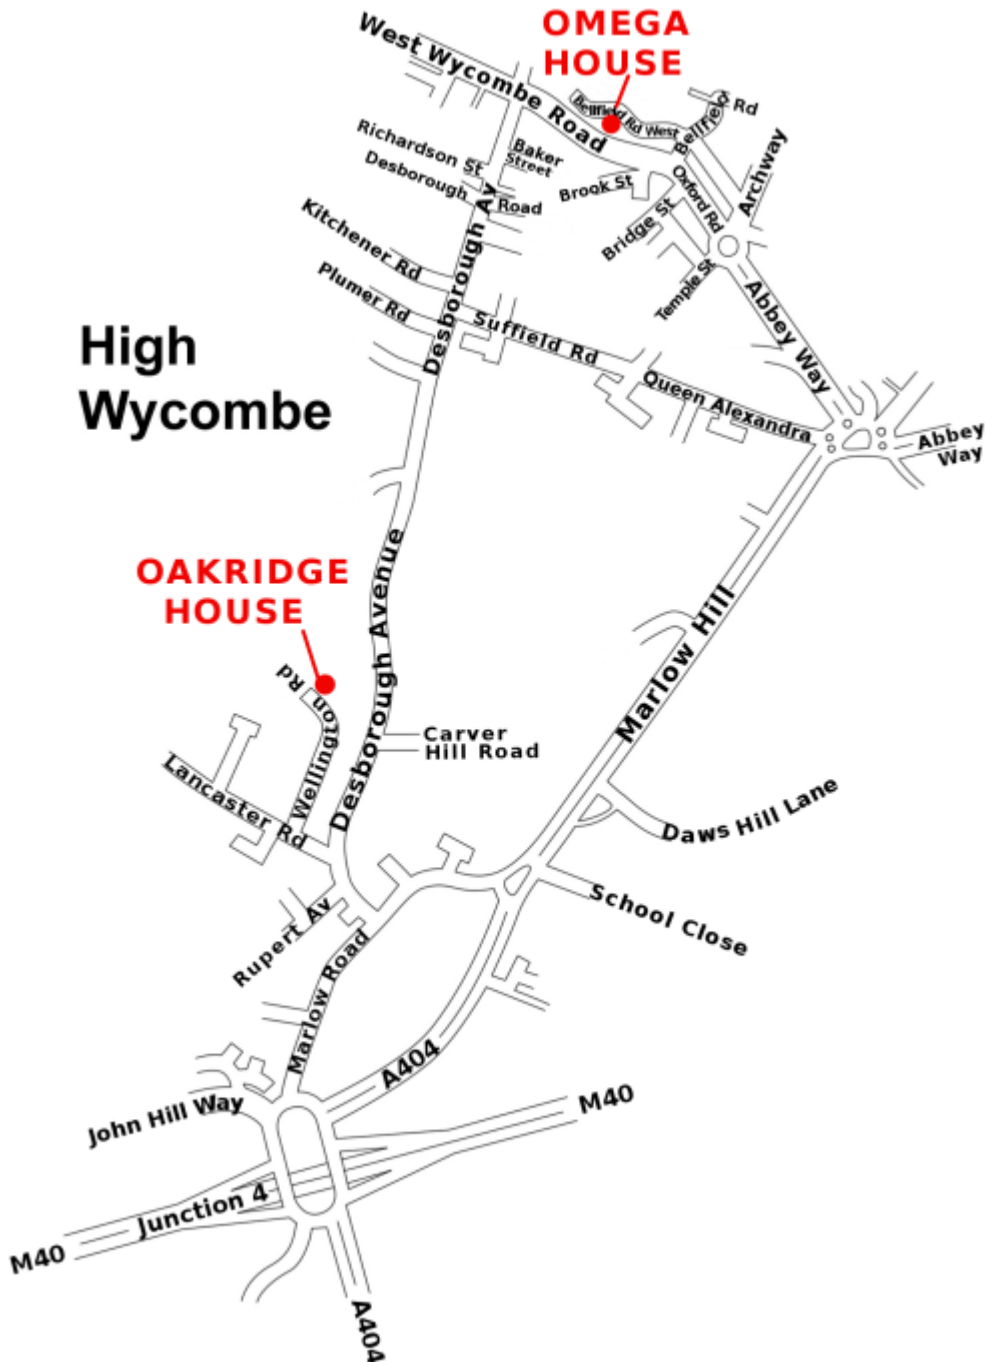 OMEGA
HOUSE
West Wycombe Road
Bellfield Rd West
Bellfield
Rd
Richardson St
Baker
Street
Desborough
Road
Brook St
Oxford Rd
Archway
Bridge St
Temple St
Kitchener Rd
Plumer Rd
Desborough Av
Suffield Rd
Abbey Way
High
Wycombe
Queen Alexandra
Abbey
Way
OAKRIDGE
HOUSE
Desborough Avenue
Marlow Hill
Wellington Rd
Carver
Hill Road
Lancaster Rd
Daws Hill Lane
School Close
Rupert Av
Marlow Road
A404
John Hill Way
M40
Junction 4
M40
A404